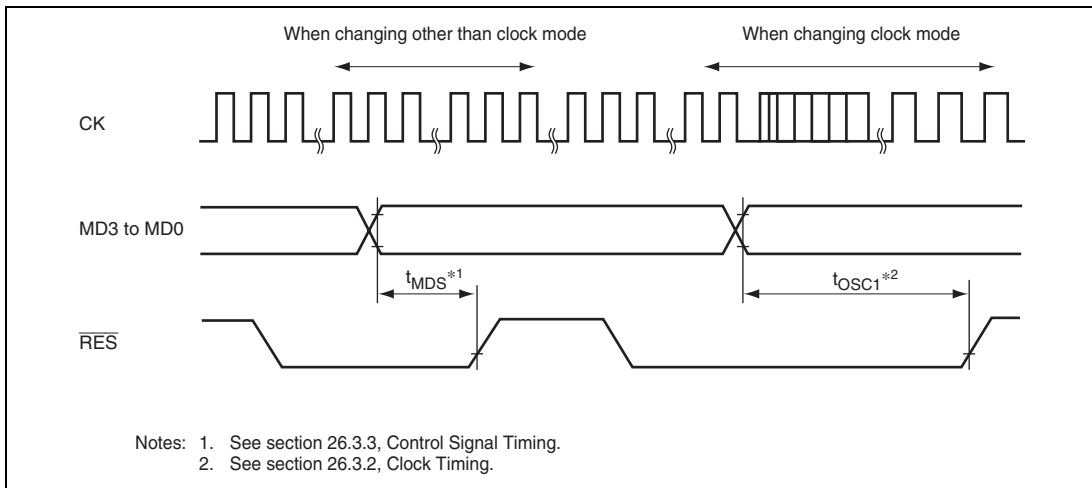 When changing other than clock mode
When changing clock mode
CK
MD3 to MD0
tMDS*1
tOSC1*2
RES
Notes: 1. See section 26.3.3, Control Signal Timing.
2. See section 26.3.2, Clock Timing.